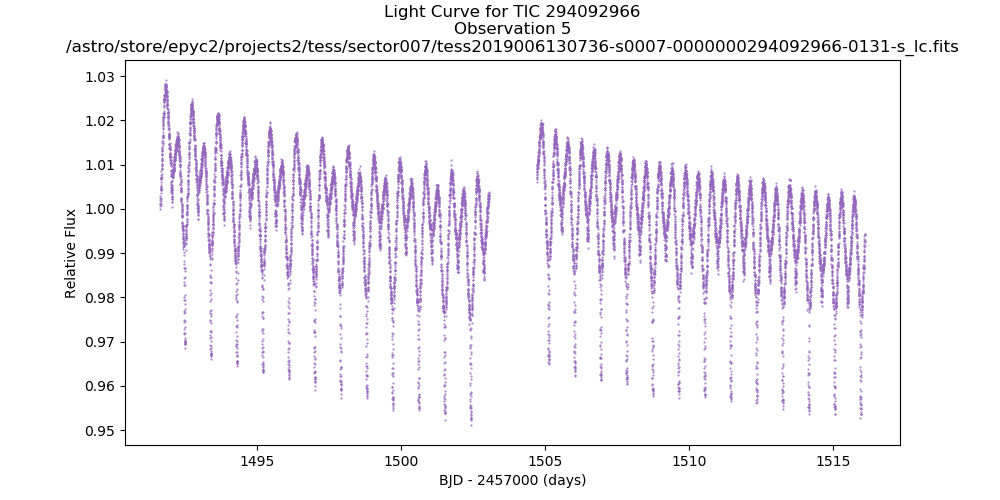 Light Curve for TIC 294092966
Observation 5
/astro/store/epyc2/projects2/tess/sector007/tess2019006130736-s0007-0000000294092966-0131-s_lc.fits
1.03
1.02
1.01
1.00
0.99
0.98
0.97
0.96
0.95
Relative Flux
1495
1500
1505
1510
1515
BJD - 2457000 (days)